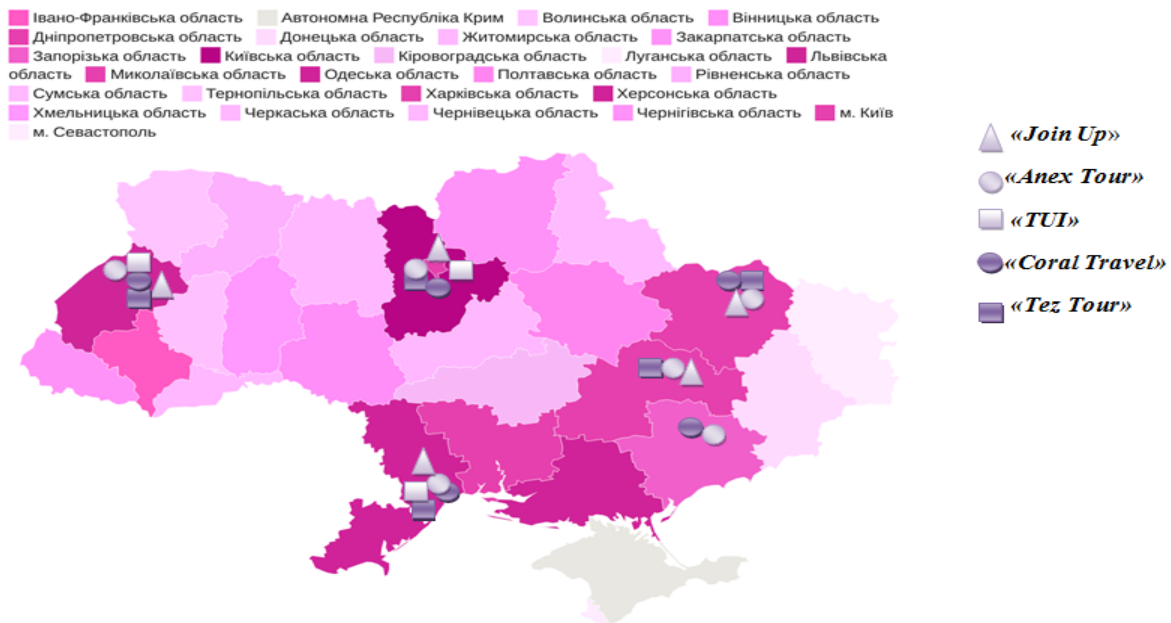 Івано-Франківська область Автономна Республіка Крим Волинська область Вінницька область
Дніпропетровська область Донецька область Житомирська область Закарпатська область
Запорізька область Київська область Кіровоградська область Луганська область Львівська
область Миколаївська область Одеська область Полтавська область Рівненська область
Сумська область Тернопільська область Харківська область Херсонська область
Хмельницька область Черкаська область Чернівецька область Чернігівська область м. Київ
м. Севастополь
«Join Up»
«Anex Tour»
«TUI»
«Coral Travel»
«Tez Tour»